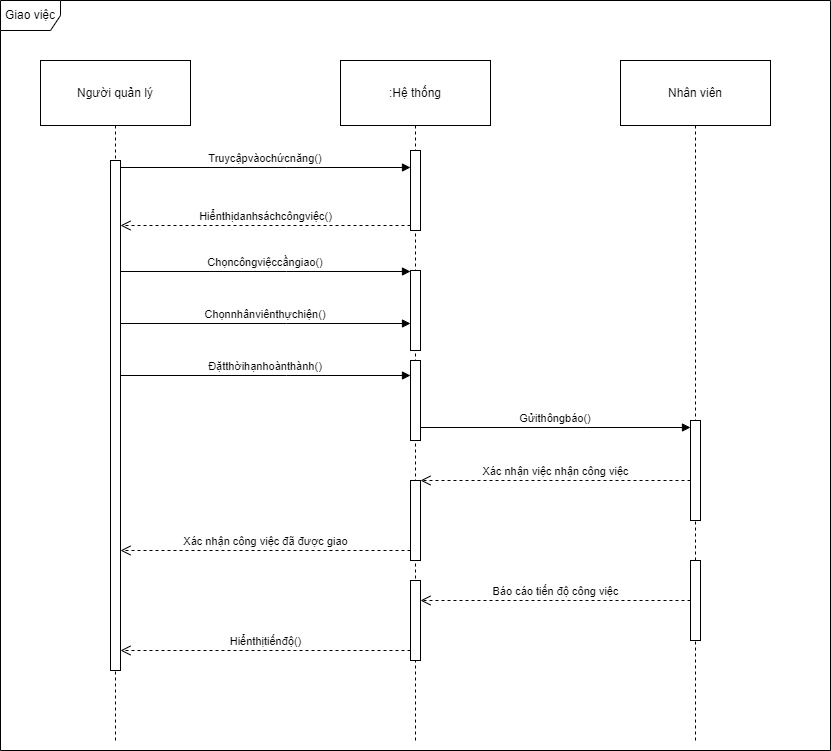 Giao việc
Người quản lý
:Hệ thống
Nhân viên
Truycậpvàochứcnăng()
Hiểnthịdanhsáchcôngviệc()
Chọncôngviệccầngiao()
Chọnnhânviênthựchiện()
Đặtthờihạnhoànthành()
Gửithôngbáo()
Xác nhận việc nhận công việc
Xác nhận công việc đã được giao
Báo cáo tiến độ công việc
Hiểnthịtiếnđộ()